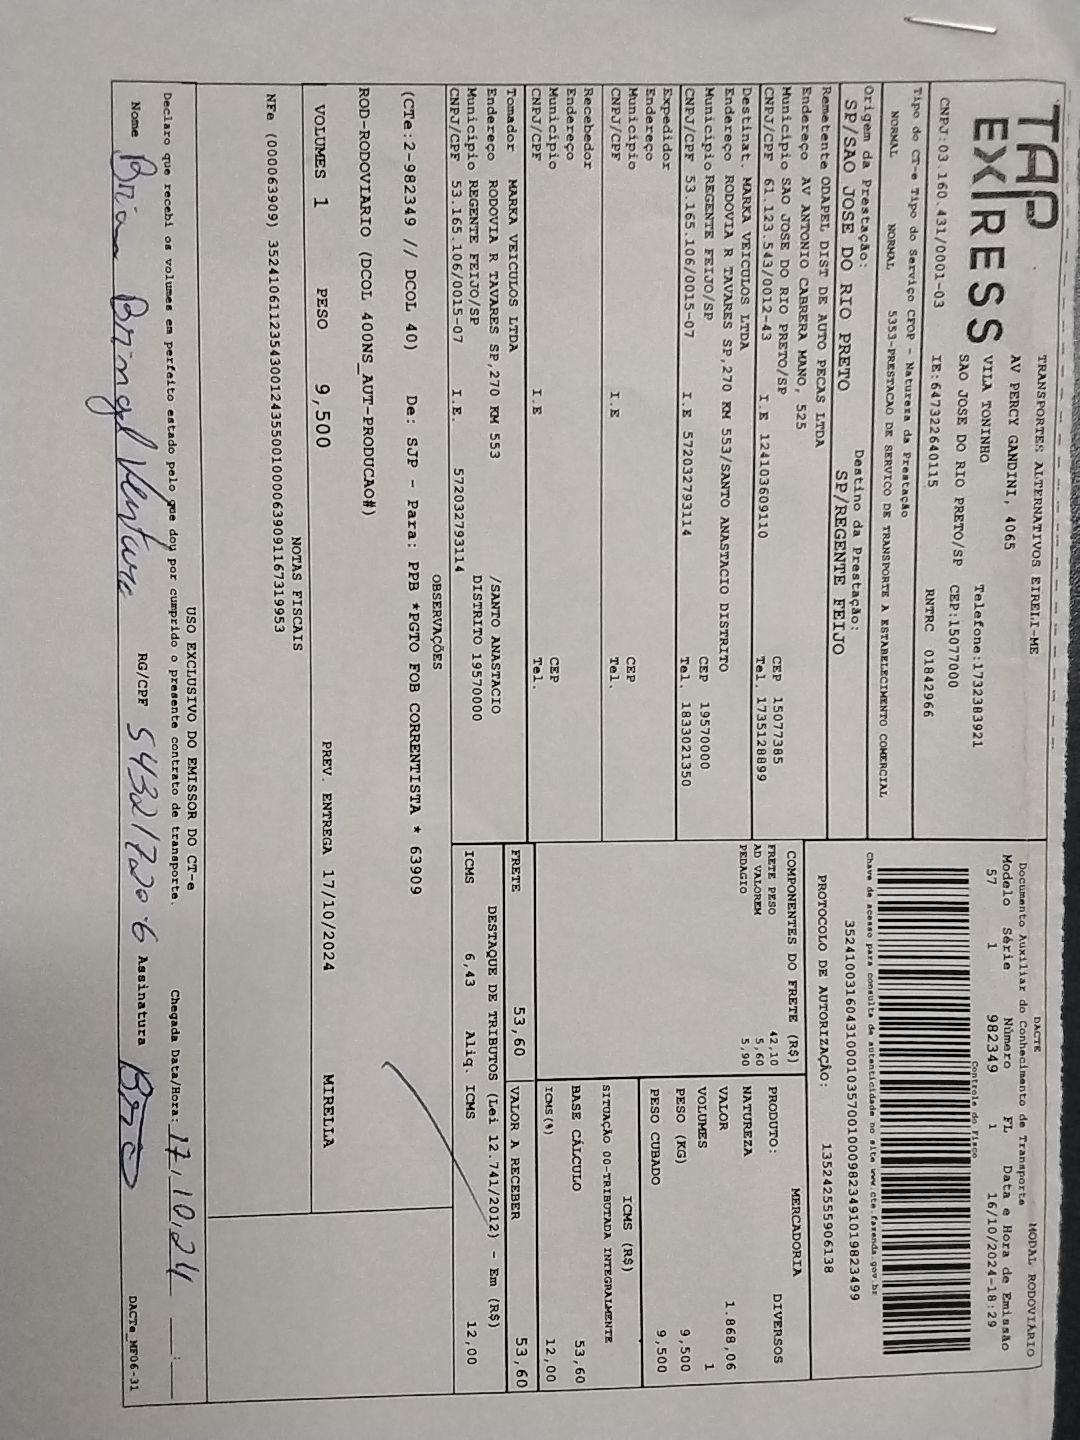 TAP EXPRESS
TRANSPORTES ALTERNATIVOS EIRELI-ME
AV PERCY GANDINI, 4065
VILA TONINHO Telefone:1732383921
SAO JOSE DO RIO PRETO/SP CEP:15077000
CNPJ:03.160.431/0001-03 IE:647322640115 RNTRC 01842966
Tipo do CT-e Tipo do Serviço CFOP - Natureza da Prestação
NORMAL NORMAL 5353-PRESTACAO DE SERVICO DE TRANSPORTE A ESTABELECIMENTO COMERCIAL
Origem da Prestação: Destino da Prestação:
SP/SAO JOSE DO RIO PRETO SP/REGENTE FEIJO
Remetente ODAPEL DIST DE AUTO PECAS LTDA
Endereço AV ANTONIO CABRERA MANO, 525
Município SAO JOSE DO RIO PRETO/SP CEP 15077385
CNPJ/CPF 61.123.543/0012-43 I.E 124103609110 Tel. 1735128899
Destinat. MARKA VEICULOS LTDA
Endereço RODOVIA R TAVARES SP,270 KM 553/SANTO ANASTACIO DISTRITO
Município REGENTE FEIJO/SP CEP 19570000
CNPJ/CPF 53.165.106/0015-07 I.E 572032793114 Tel. 1833021350
Expedidor
Endereço
Município CEP
CNPJ/CPF I.E Tel.
Recebedor
Endereço
Município CEP
CNPJ/CPF I.E Tel.
Tomador MARKA VEICULOS LTDA
Endereço RODOVIA R TAVARES SP,270 KM 553 /SANTO ANASTACIO
Município REGENTE FEIJO/SP DISTRITO 19570000
CNPJ/CPF 53.165.106/0015-07 I.E. 572032793114
DACTE MODAL RODOVIÁRIO
Documento Auxiliar do Conhecimento de Transporte
Modelo Série Número FL Data e Hora de Emissão
57 1 982349 1 16/10/2024-18:29
Controle do Fisco
Chave de acesso para consulta de autenticidade no site www.cte.fazenda.gov.br
35241003160431000103570010009823491019823499
PROTOCOLO DE AUTORIZAÇÃO: 135242555906138
COMPONENTES DO FRETE (R$)
FRETE PESO 42,10
AD VALOREM 5,60
PEDAGIO 5,90
MERCADORIA
PRODUTO: DIVERSOS
NATUREZA
VALOR 1.868,06
VOLUMES 1
PESO (KG) 9,500
PESO CUBADO 9,500
ICMS (R$)
SITUAÇÃO 00-TRIBUTADA INTEGRALMENTE
BASE CÁLCULO 53,60
ICMS(%) 12,00
FRETE 53,60 VALOR A RECEBER 53,60
DESTAQUE DE TRIBUTOS (Lei 12.741/2012) - Em (R$)
ICMS 6,43 Aliq. ICMS 12,00
OBSERVAÇÕES
(CTe:2-982349 // DCOL 40) De: SJP - Para: PPB *PGTO FOB CORRENTISTA * 63909
ROD-RODOVIARIO (DCOL 400NS_AUT-PRODUCAO#)
VOLUMES 1 PESO 9,500 PREV. ENTREGA 17/10/2024 MIRELLA
NOTAS FISCAIS
NFe (000063909) 35241061123543001243550010000639091167319953
USO EXCLUSIVO DO EMISSOR DO CT-e
Declaro que recebi os volumes em perfeito estado pelo que dou por cumprido o presente contrato de transporte. Chegada Data/Hora: 17/10/24 __:__
Nome Brian Bringel Ventura RG/CPF Assinatura
DACTe_MF06-31